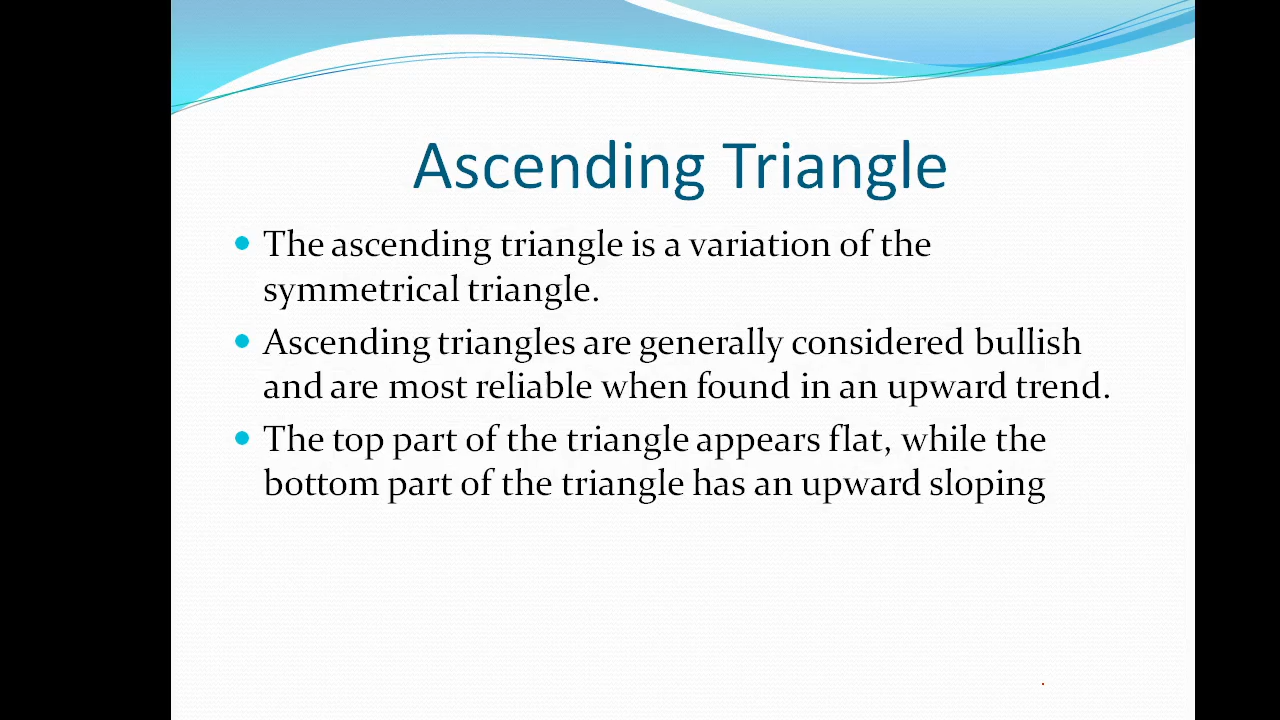 Ascending Triangle
The ascending triangle is a variation of the
symmetrical triangle.
Ascending triangles are generally considered bullish
and are most reliable when found in an upward trend.
The top part of the triangle appears flat, while the
bottom part of the triangle has an upward sloping